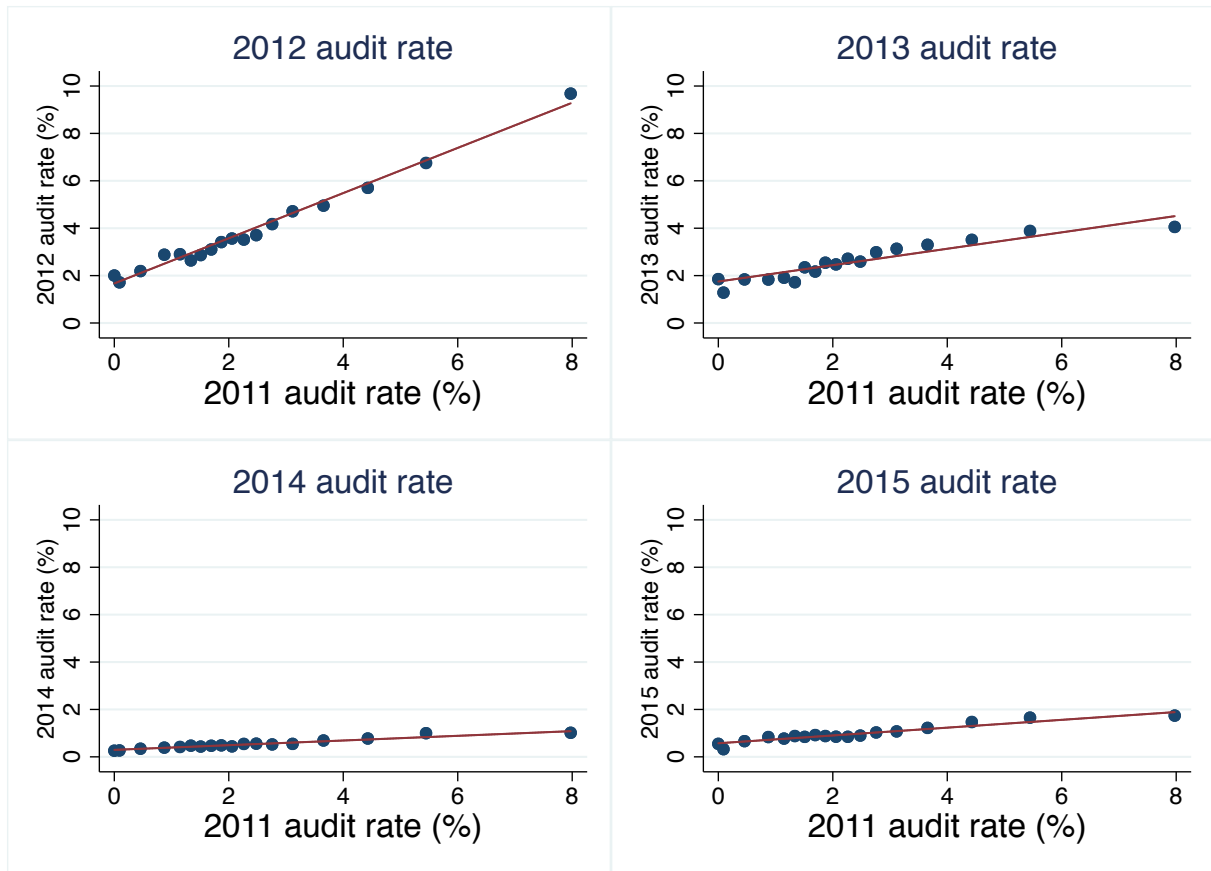 2012 audit rate
2012 audit rate (%)
10
8
6
4
2
0
0 2 4 6 8
2011 audit rate (%)
2013 audit rate
2013 audit rate (%)
10
8
6
4
2
0
0 2 4 6 8
2011 audit rate (%)
2014 audit rate
2014 audit rate (%)
10
8
6
4
2
0
0 2 4 6 8
2011 audit rate (%)
2015 audit rate
2015 audit rate (%)
10
8
6
4
2
0
0 2 4 6 8
2011 audit rate (%)